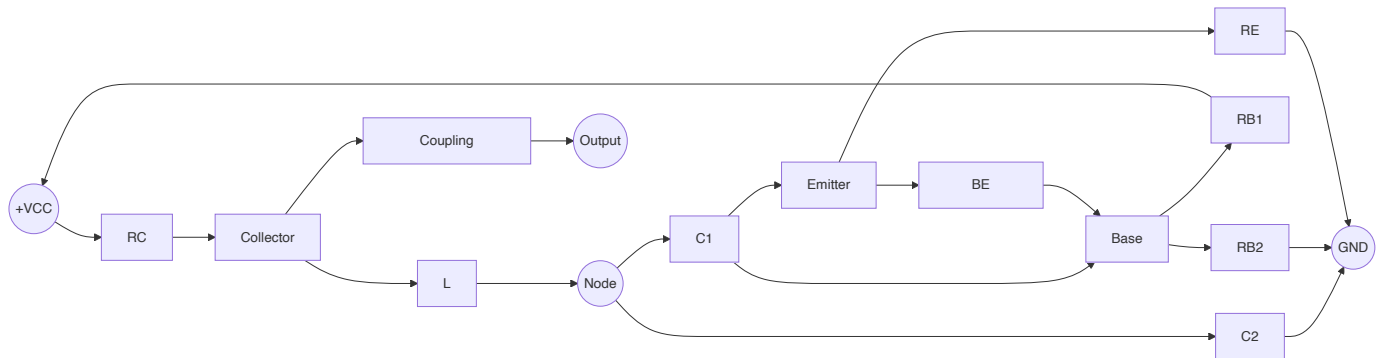 RE
RB1
Coupling
Output
Emitter
BE
+VCC
RC
Collector
C1
Base
RB2
GND
L
Node
C2